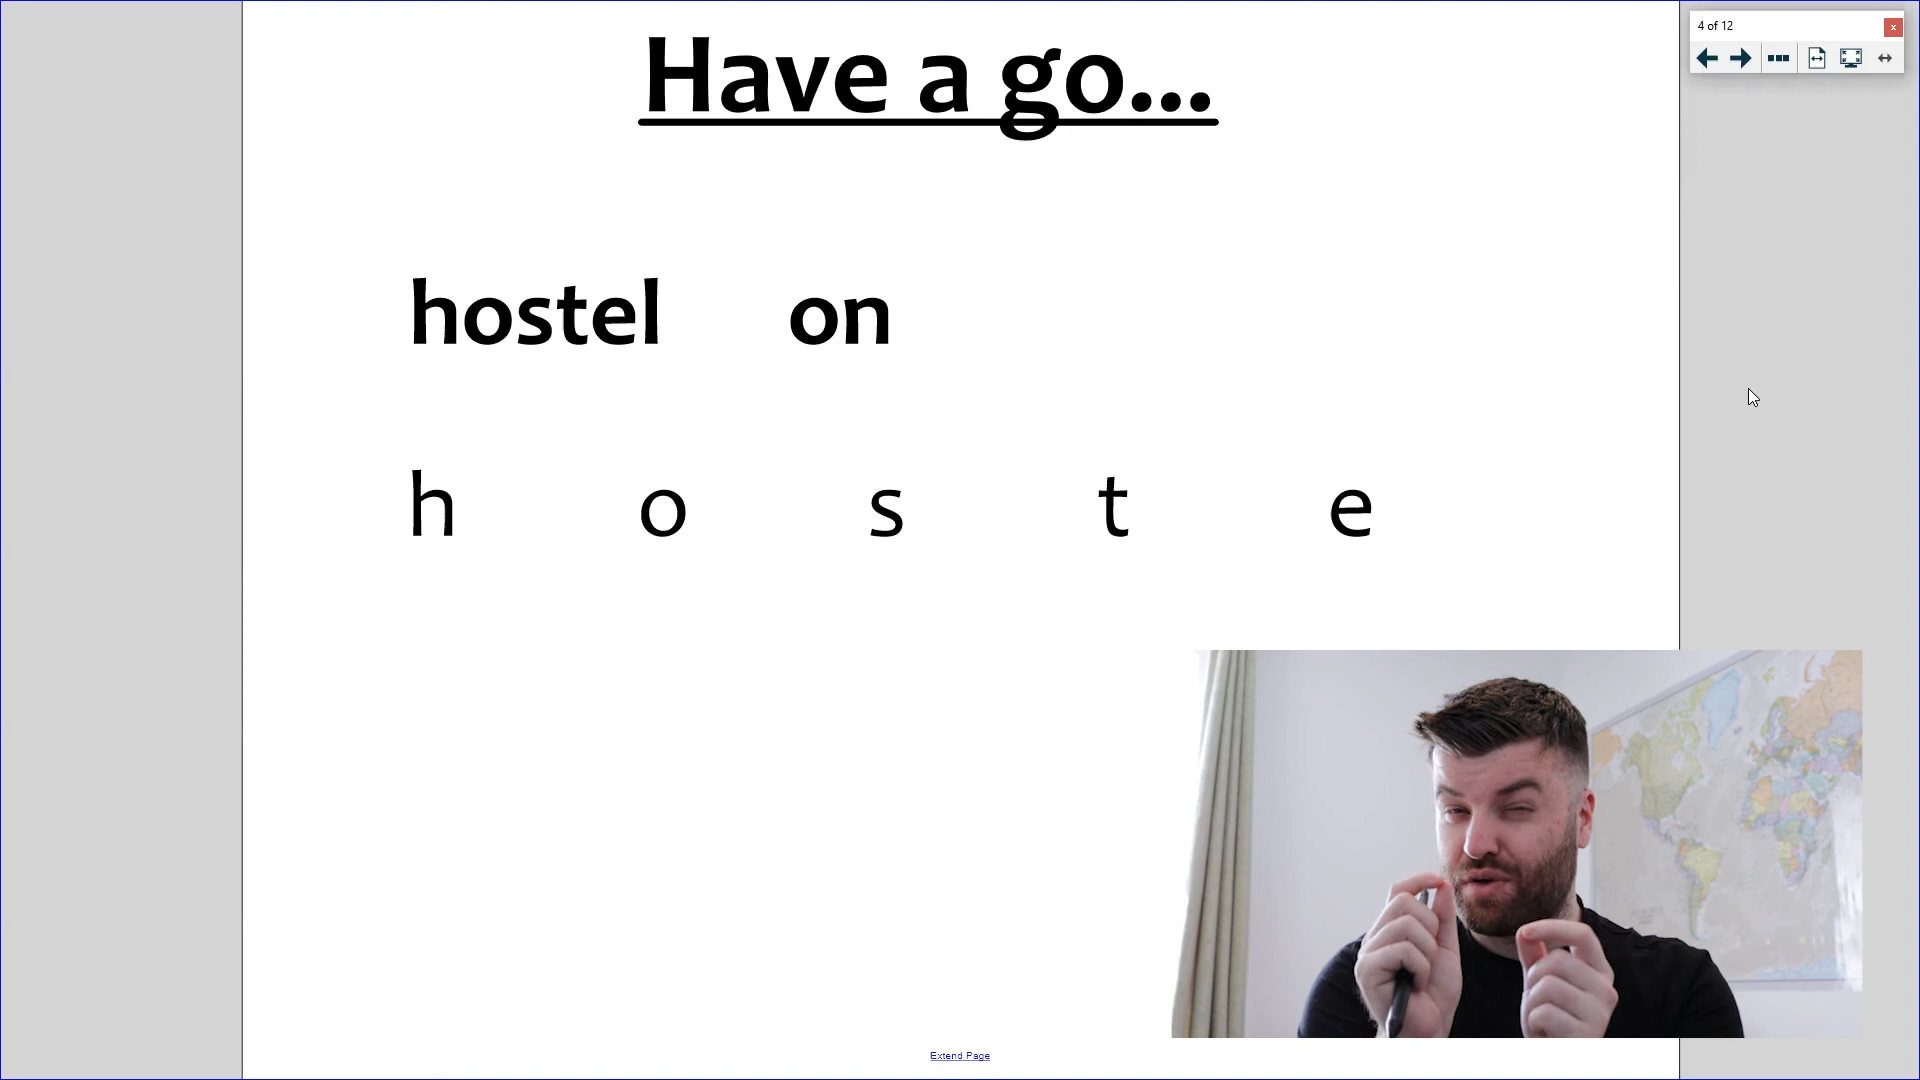 4 of 12
Have a go...
hostel on
h o s t e
Extend Page